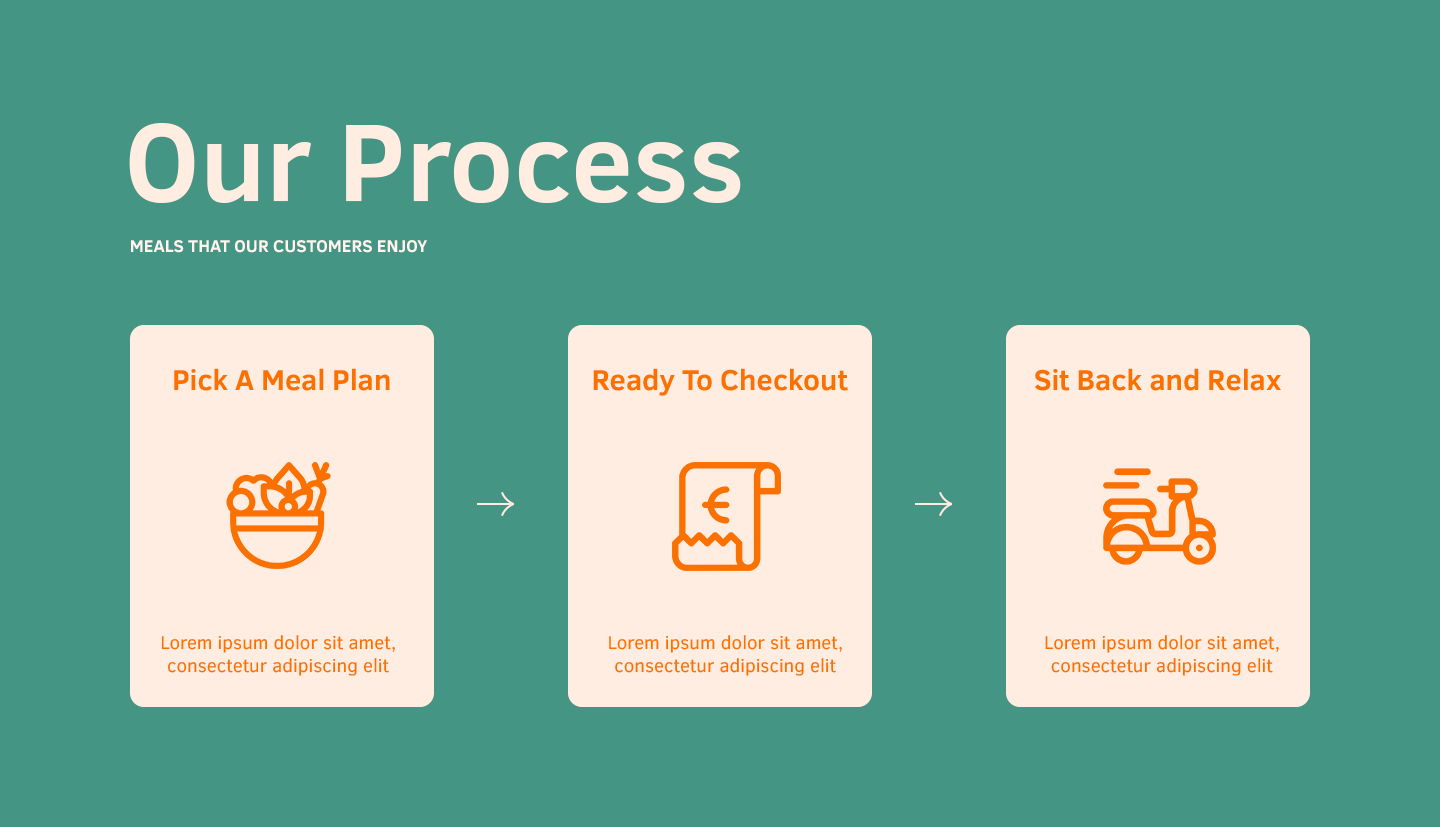 Our Process
MEALS THAT OUR CUSTOMERS ENJOY
Pick A Meal Plan
Lorem ipsum dolor sit amet,
consectetur adipiscing elit
Ready To Checkout
€
Lorem ipsum dolor sit amet,
consectetur adipiscing elit
Sit Back and Relax
Lorem ipsum dolor sit amet,
consectetur adipiscing elit